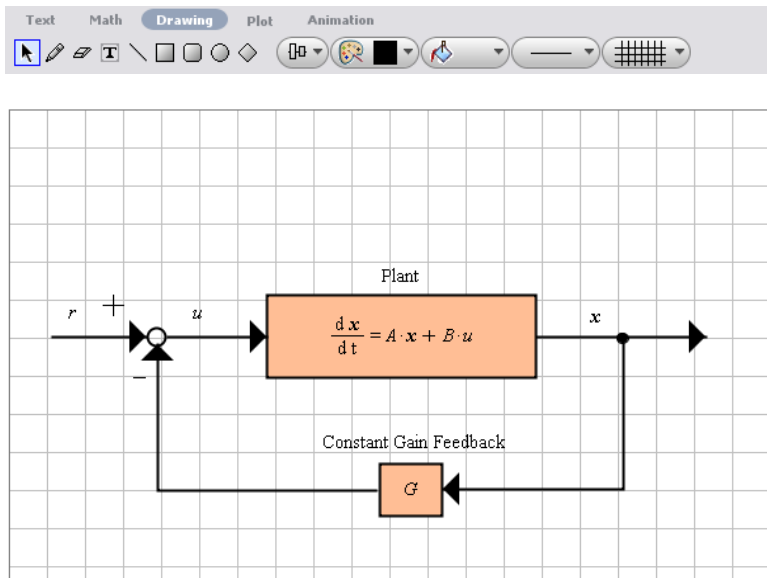 Text Math Drawing Plot Animation
T
Plant
r + u dx/dt = A · x + B · u x
−
Constant Gain Feedback
G